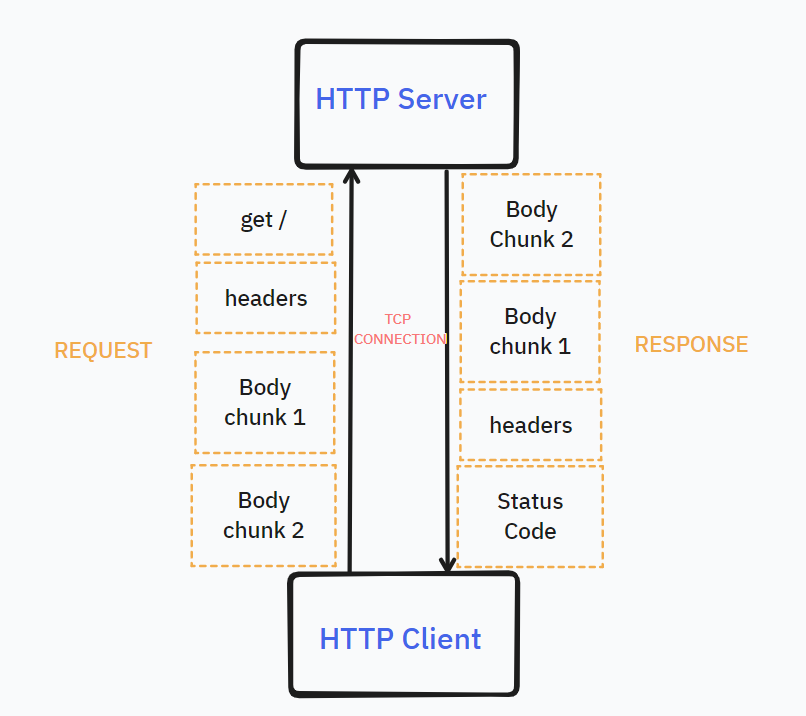 HTTP Server
get /
headers
Body
chunk 1
Body
chunk 2
REQUEST
TCP
CONNECTION
Body
Chunk 2
Body
chunk 1
headers
Status
Code
RESPONSE
HTTP Client